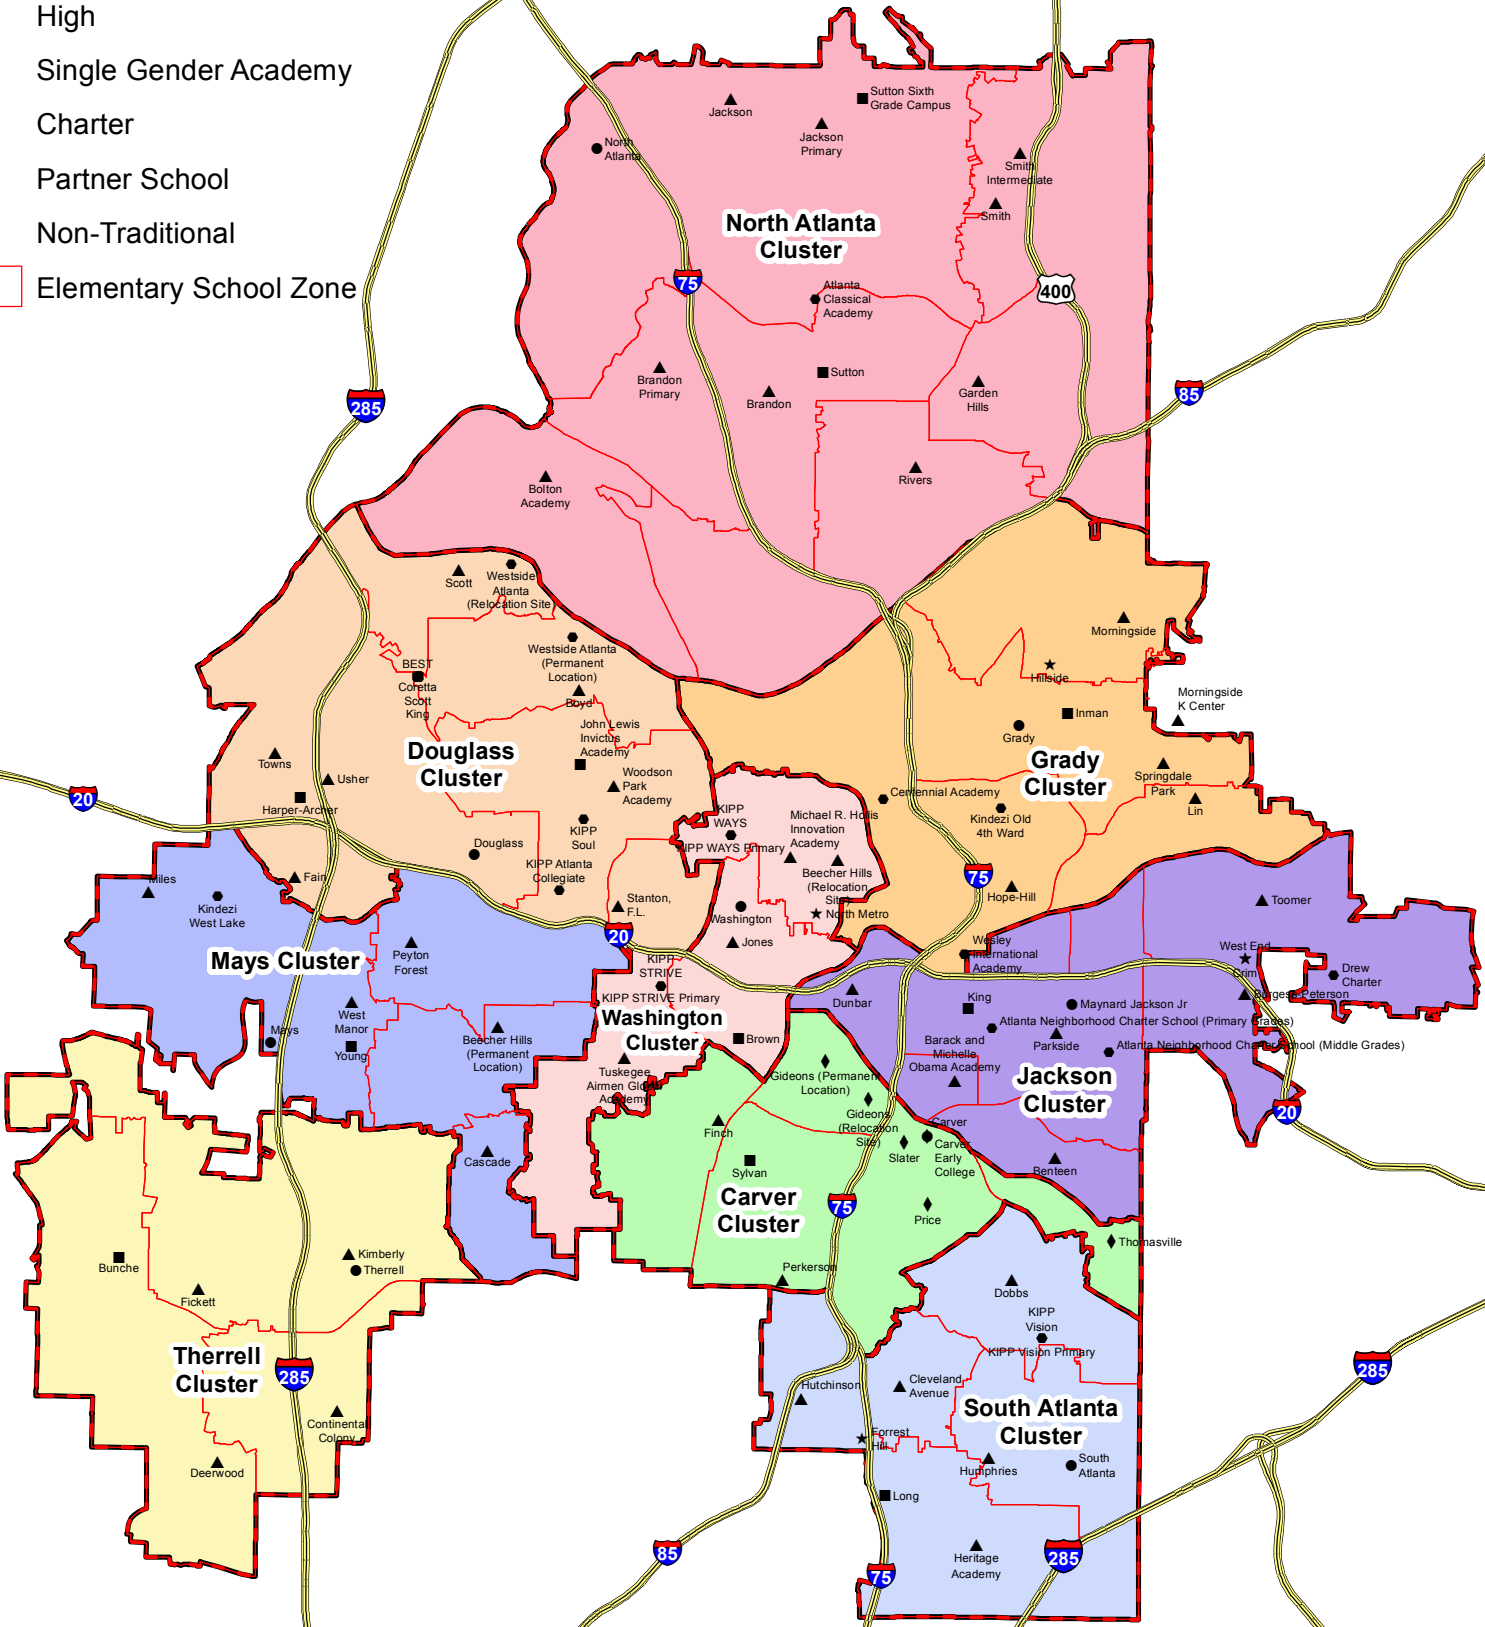 High
Single Gender Academy
Charter
Partner School
Non-Traditional
Elementary School Zone
Jackson
Sutton Sixth
Grade Campus
Jackson
Primary
North
Atlanta
Smith
Intermediate
Smith
North Atlanta
Cluster
75
400
Atlanta
Classical
Academy
Brandon
Primary
Sutton
Brandon
Garden
Hills
285
85
Bolton
Academy
Rivers
Scott
Westside
Atlanta
(Relocation Site)
Westside Atlanta
(Permanent
Location)
Boyd
BEST
Coretta
Scott
King
John Lewis
Invictus
Academy
Douglass
Cluster
Woodson
Park
Academy
Towns
Usher
Harper-Archer
20
Douglass
KIPP
Soul
KIPP Atlanta
Collegiate
Fain
Stanton,
F.L.
20
Morningside
Hillside
Morningside
K Center
Inman
Grady
Grady
Cluster
Springdale
Park
Lin
Centennial Academy
Kindezi Old
4th Ward
75
Hope-Hill
KIPP
WAYS
KIPP WAYS Primary
Michael R. Hollis
Innovation
Academy
Beecher Hills
(Relocation
Site)
North Metro
Washington
Jones
KIPP
STRIVE
KIPP STRIVE Primary
Washington
Cluster
Brown
Tuskegee
Airmen Global
Academy
Miles
Kindezi
West Lake
Mays Cluster
Peyton
Forest
West
Manor
Mays
Young
Beecher Hills
(Permanent
Location)
Cascade
Toomer
West End
Crim
Drew
Charter
Burgess-Peterson
Wesley
International
Academy
Dunbar
King
Maynard Jackson Jr
Atlanta Neighborhood Charter School (Primary Grades)
Parkside
Atlanta Neighborhood Charter School (Middle Grades)
Barack and
Michelle
Obama Academy
Jackson
Cluster
20
Benteen
Gideons (Permanent
Location)
Gideons
(Relocation
Site)
Carver
Carver
Early
College
Slater
Finch
Sylvan
Carver
Cluster
75
Price
Perkerson
Thomasville
Bunche
Kimberly
Therrell
Fickett
Therrell
Cluster
285
Continental
Colony
Deerwood
Dobbs
KIPP
Vision
KIPP Vision Primary
Hutchinson
Cleveland
Avenue
South Atlanta
Cluster
Forrest
Hill
Humphries
South
Atlanta
Long
Heritage
Academy
85
75
285
285